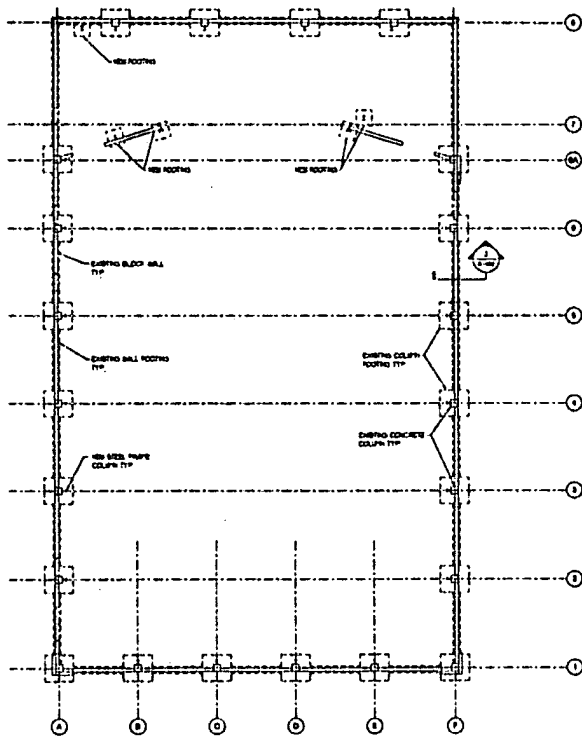 NEW FOOTING
7
NEW FOOTING
NEW FOOTING
6A
6
2
EXISTING BLOCK WALL
TYP.
5
EXISTING WALL FOOTING
TYP.
EXISTING COLUMN
FOOTING TYP.
4
EXISTING CONCRETE
COLUMN TYP.
NEW STEEL FRAME
COLUMN TYP.
3
2
1
A
B
C
D
E
F